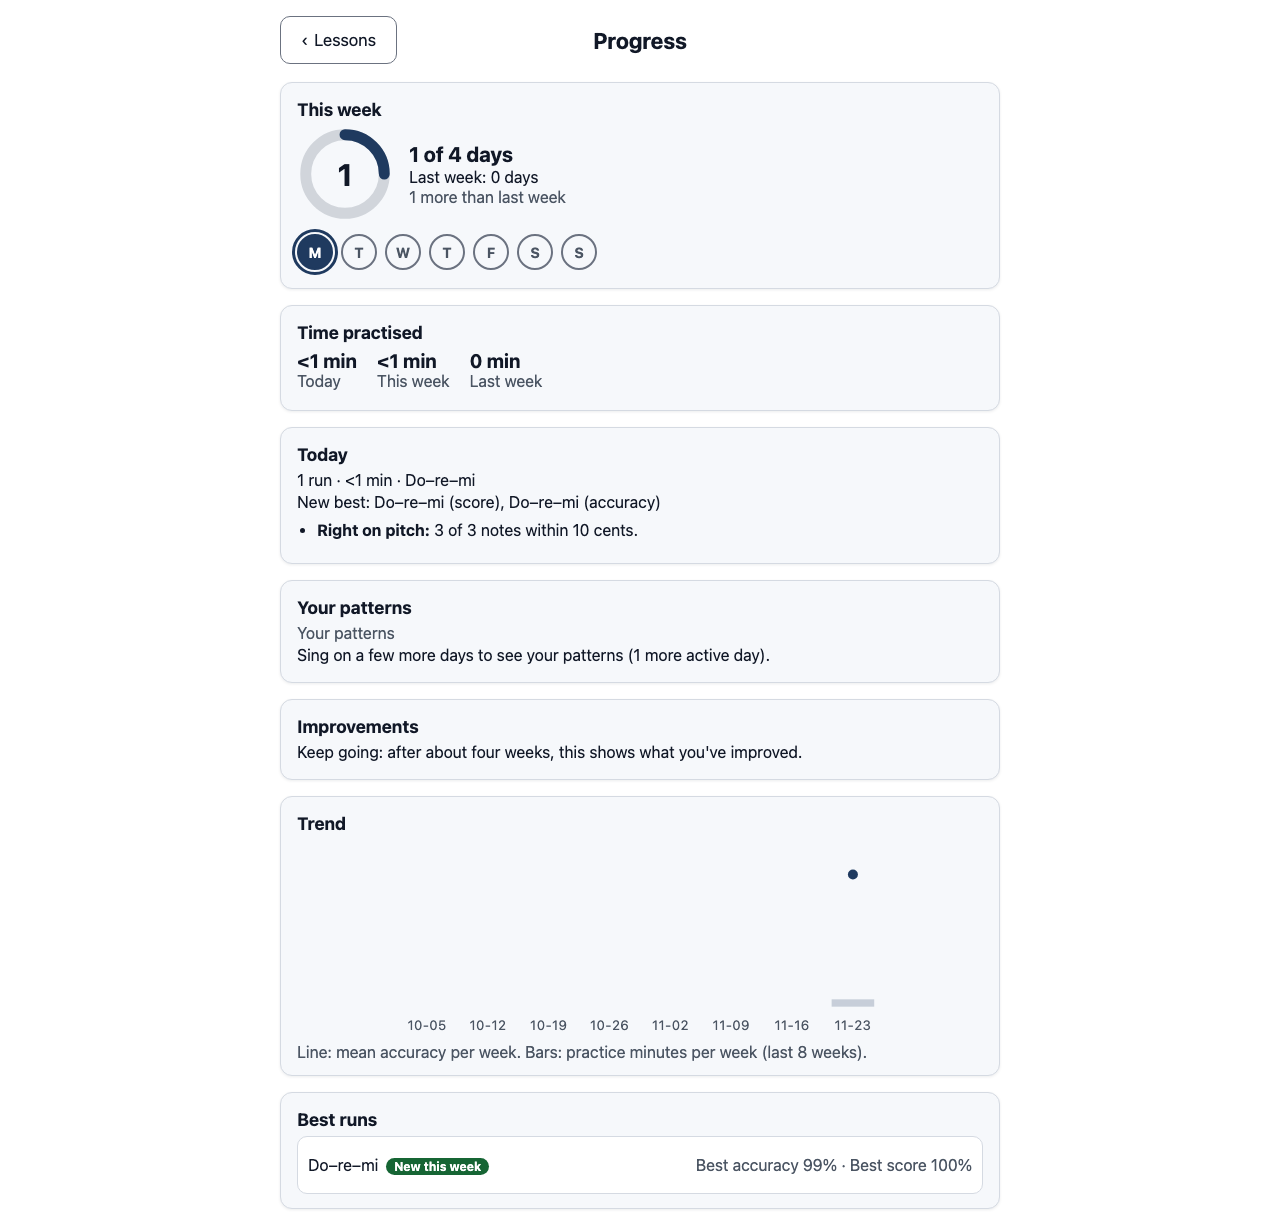 ‹ Lessons
Progress
This week
1
1 of 4 days
Last week: 0 days
1 more than last week
M T W T F S S
Time practised
<1 min <1 min 0 min
Today This week Last week
Today
1 run · <1 min · Do–re–mi
New best: Do–re–mi (score), Do–re–mi (accuracy)
• Right on pitch: 3 of 3 notes within 10 cents.
Your patterns
Your patterns
Sing on a few more days to see your patterns (1 more active day).
Improvements
Keep going: after about four weeks, this shows what you've improved.
Trend
10-05 10-12 10-19 10-26 11-02 11-09 11-16 11-23
Line: mean accuracy per week. Bars: practice minutes per week (last 8 weeks).
Best runs
Do–re–mi New this week Best accuracy 99% · Best score 100%